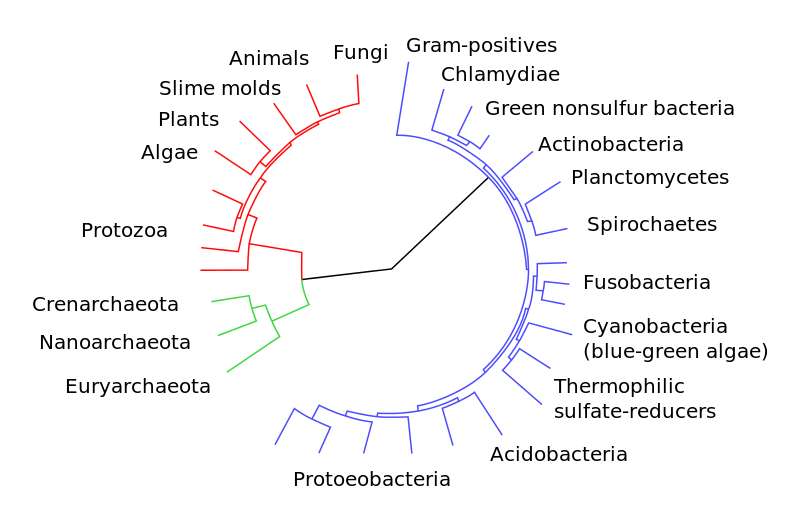 Fungi
Gram-positives
Animals
Chlamydiae
Slime molds
Green nonsulfur bacteria
Plants
Actinobacteria
Algae
Planctomycetes
Protozoa
Spirochaetes
Fusobacteria
Crenarchaeota
Cyanobacteria
(blue-green algae)
Nanoarchaeota
Euryarchaeota
Thermophilic
sulfate-reducers
Acidobacteria
Protoeobacteria